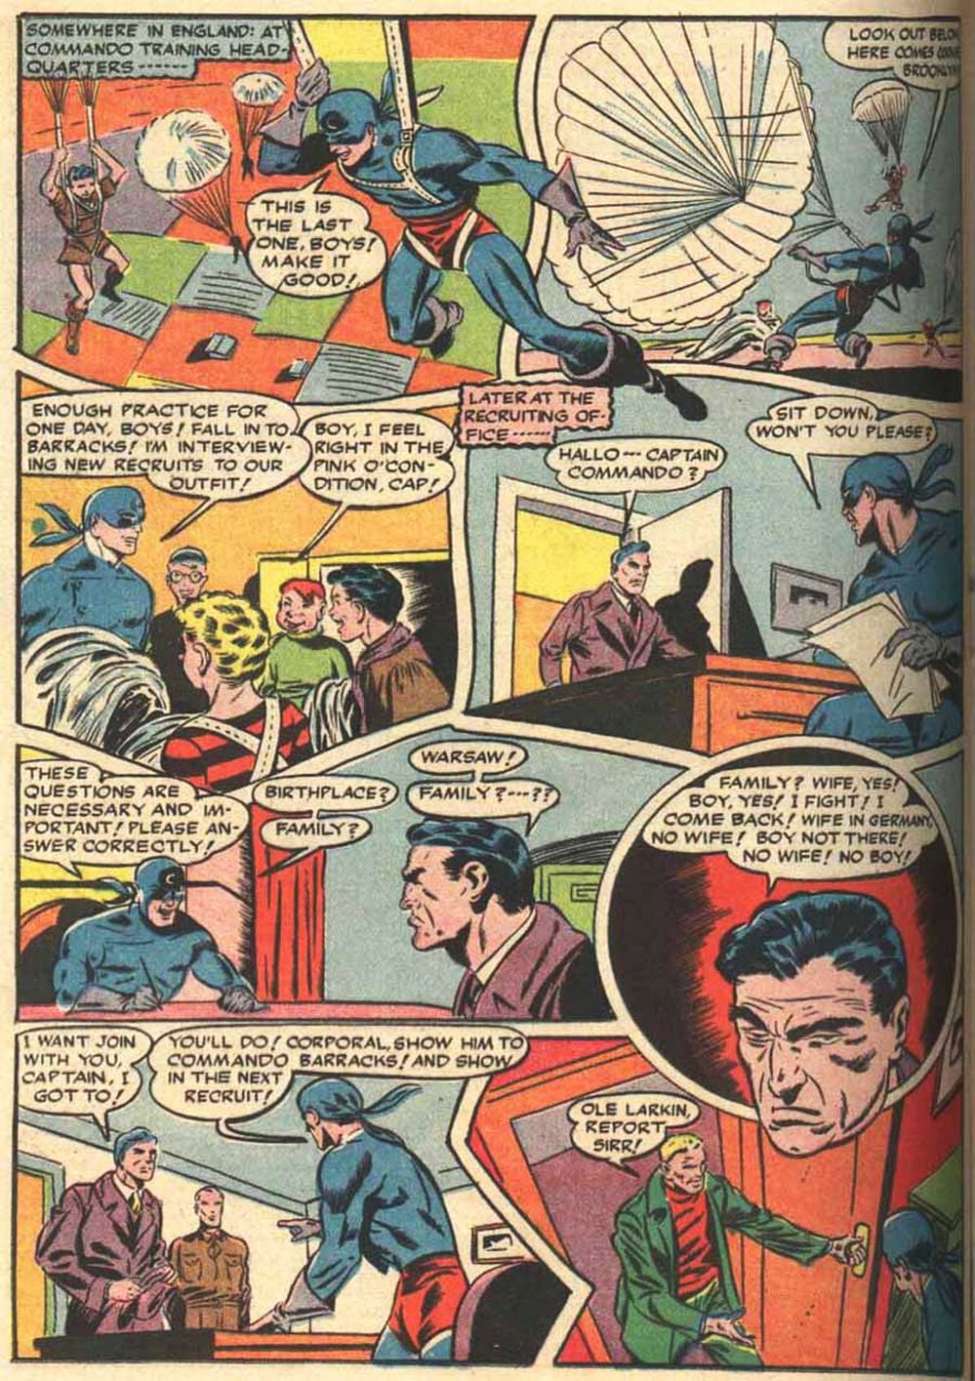 SOMEWHERE IN ENGLAND: AT
COMMANDO TRAINING HEAD-
QUARTERS ------
THIS IS
THE LAST
ONE, BOYS!
MAKE IT
GOOD!
LOOK OUT
HERE COMES
ENOUGH PRACTICE FOR
ONE DAY, BOYS! FALL IN TO
BARRACKS! I'M INTERVIEW-
ING NEW RECRUITS TO OUR
OUTFIT!
BOY, I FEEL
RIGHT IN THE
PINK O'CON-
DITION, CAP!
LATER AT THE
RECRUITING OF-
FICE -----
HALLO --- CAPTAIN
COMMANDO?
SIT DOWN,
WON'T YOU PLEASE?
THESE
QUESTIONS ARE
NECESSARY AND IM-
PORTANT! PLEASE AN-
SWER CORRECTLY!
C
BIRTHPLACE?
FAMILY?
WARSAW!
FAMILY?---??
FAMILY? WIFE, YES!
BOY, YES! I FIGHT! I
COME BACK! WIFE IN GERMANY,
NO WIFE! BOY NOT THERE!
NO WIFE! NO BOY!
I WANT JOIN
WITH YOU,
CAPTAIN, I
GOT TO!
YOU'LL DO! CORPORAL, SHOW HIM TO
COMMANDO BARRACKS! AND SHOW
IN THE NEXT
RECRUIT!
OLE LARKIN,
REPORT
SIRR!